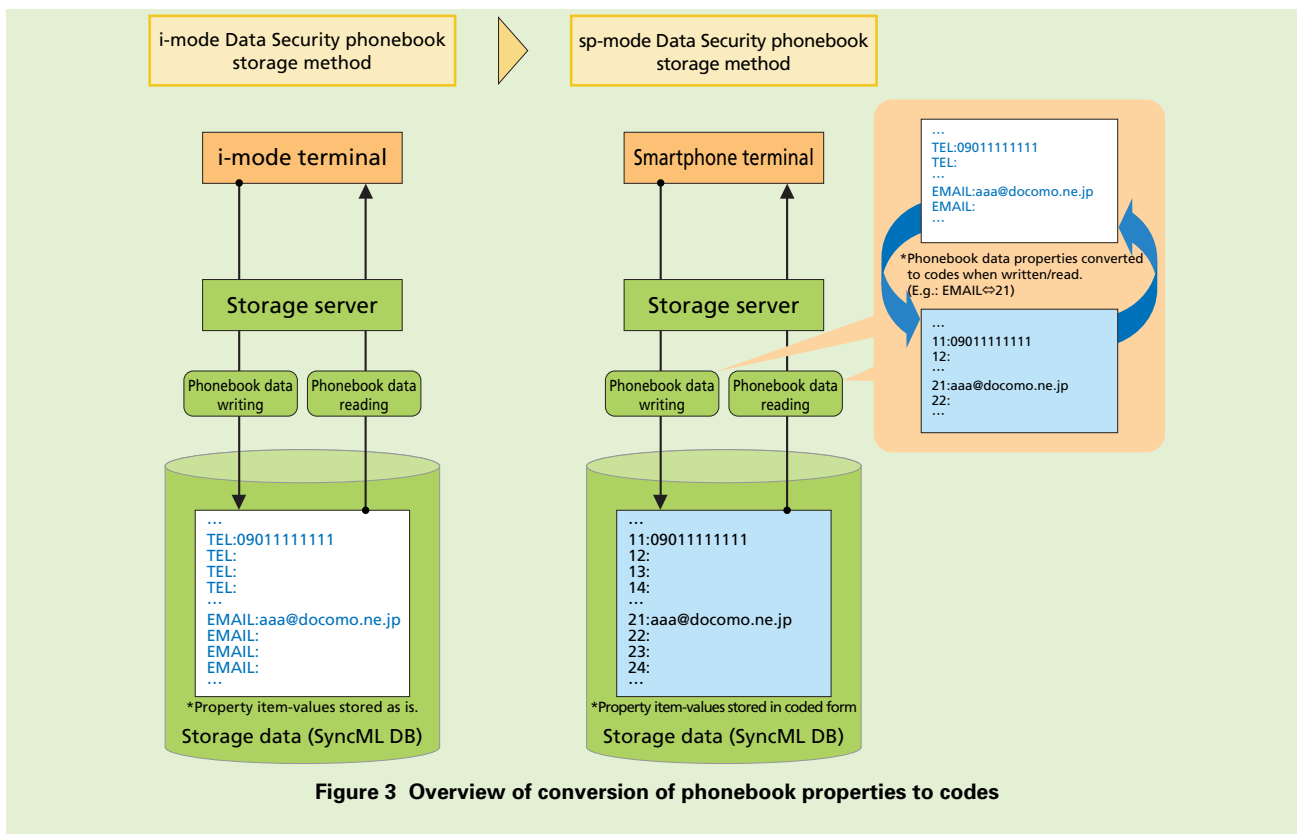 i-mode Data Security phonebook
storage method
sp-mode Data Security phonebook
storage method
i-mode terminal
Storage server
Phonebook data
writing
Phonebook data
reading
…
TEL:09011111111
TEL:
TEL:
TEL:
…
EMAIL:aaa@docomo.ne.jp
EMAIL:
EMAIL:
EMAIL:
…
*Property item-values stored as is.
Storage data (SyncML DB)
Smartphone terminal
Storage server
Phonebook data
writing
Phonebook data
reading
…
11:09011111111
12:
13:
14:
…
21:aaa@docomo.ne.jp
22:
23:
24:
…
*Property item-values stored in coded form
Storage data (SyncML DB)
…
TEL:09011111111
TEL:
…
EMAIL:aaa@docomo.ne.jp
EMAIL:
…
*Phonebook data properties converted
to codes when written/read.
(E.g.: EMAIL⇔21)
…
11:09011111111
12:
…
21:aaa@docomo.ne.jp
22:
…
Figure 3 Overview of conversion of phonebook properties to codes